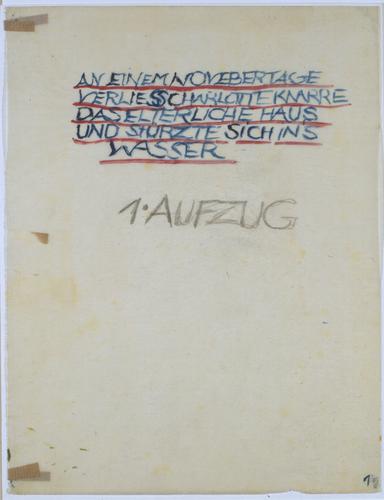 AN EINEM NOVEBERTAGE
VERLIESS CHARLOTTE KNARRE
DAS ELTERLICHE HAUS
UND STÜRZTE SICH INS
WASSER
1. AUFZUG